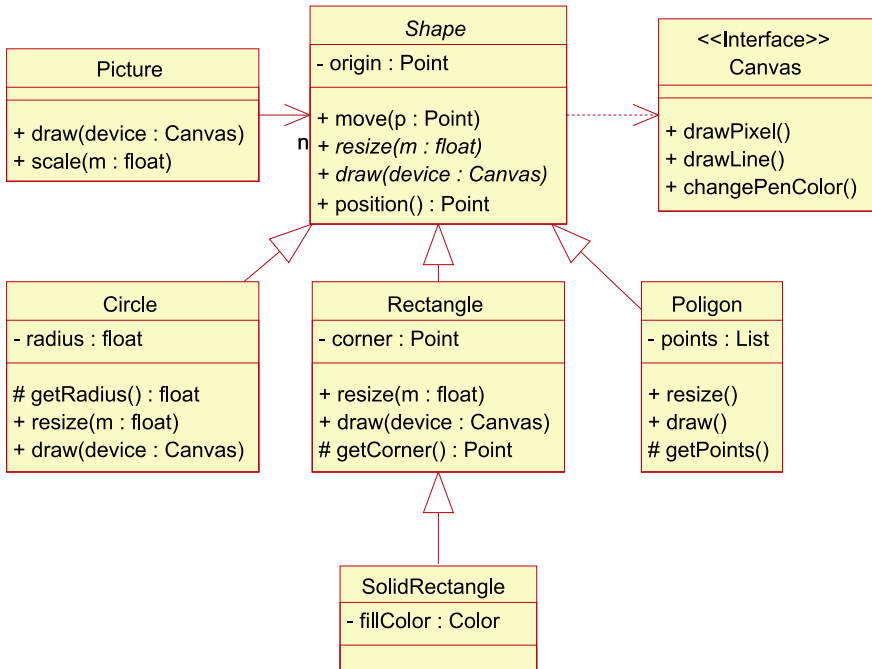 Picture
+ draw(device : Canvas)
+ scale(m : float)
n
Shape
- origin : Point
+ move(p : Point)
+ resize(m : float)
+ draw(device : Canvas)
+ position() : Point
<<Interface>>
Canvas
+ drawPixel()
+ drawLine()
+ changePenColor()
Circle
- radius : float
# getRadius() : float
+ resize(m : float)
+ draw(device : Canvas)
Rectangle
- corner : Point
+ resize(m : float)
+ draw(device : Canvas)
# getCorner() : Point
Poligon
- points : List
+ resize()
+ draw()
# getPoints()
SolidRectangle
- fillColor : Color